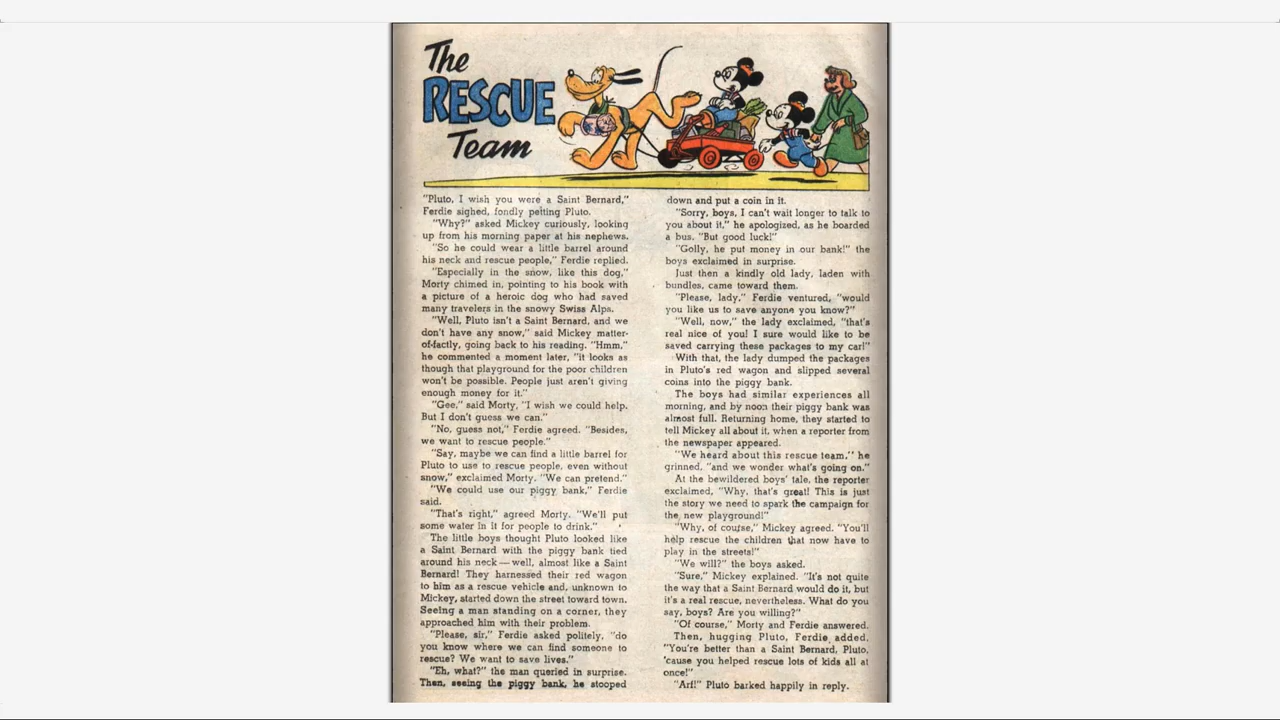 The
RESCUE
Team
"Pluto, I wish you were a Saint Bernard,"
Ferdie sighed, fondly petting Pluto.
"Why?" asked Mickey curiously, looking
up from his morning paper at his nephews.
"So he could wear a little barrel around
his neck and rescue people," Ferdie replied.
"Especially in the snow, like this dog,"
Morty chimed in, pointing to his book with
a picture of a heroic dog who had saved
many travelers in the snowy Swiss Alps.
"Well, Pluto isn't a Saint Bernard, and we
don't have any snow," said Mickey matter-
of-factly, going back to his reading. "Hmm,"
he commented a moment later, "it looks as
though that playground for the poor children
won't be possible. People just aren't giving
enough money for it."
"Gee," said Morty, "I wish we could help.
But I don't guess we can."
"No, guess not," Ferdie agreed. "Besides,
we want to rescue people."
"Say, maybe we can find a little barrel for
Pluto to use to rescue people, even without
snow," exclaimed Morty. "We can pretend."
"We could use our piggy bank," Ferdie
said.
"That's right," agreed Morty. "We'll put
some water in it for people to drink."
The little boys thought Pluto looked like
a Saint Bernard with the piggy bank tied
around his neck — well, almost like a Saint
Bernard! They harnessed their red wagon
to him as a rescue vehicle and, unknown to
Mickey, started down the street toward town.
Seeing a man standing on a corner, they
approached him with their problem.
"Please, sir," Ferdie asked politely, "do
you know where we can find someone to
rescue? We want to save lives."
"Eh, what?" the man queried in surprise.
Then, seeing the piggy bank, he stooped
down and put a coin in it.
"Sorry, boys, I can't wait longer to talk to
you about it," he apologized, as he boarded
a bus. "But good luck!"
"Golly, he put money in our bank!" the
boys exclaimed in surprise.
Just then a kindly old lady, laden with
bundles, came toward them.
"Please, lady," Ferdie ventured, "would
you like us to save anyone you know?"
"Well, now," the lady exclaimed, "that's
real nice of you! I sure would like to be
saved carrying these packages to my car!"
With that, the lady dumped the packages
in Pluto's red wagon and slipped several
coins into the piggy bank.
The boys had similar experiences all
morning, and by noon their piggy bank was
almost full. Returning home, they started to
tell Mickey all about it, when a reporter from
the newspaper appeared.
"We heard about this rescue team," he
grinned, "and we wonder what's going on."
At the bewildered boys' tale, the reporter
exclaimed, "Why, that's great! This is just
the story we need to spark the campaign for
the new playground!"
"Why, of course," Mickey agreed. "You'll
help rescue the children that now have to
play in the streets!"
"We will?" the boys asked.
"Sure," Mickey explained. "It's not quite
the way that a Saint Bernard would do it, but
it's a real rescue, nevertheless. What do you
say, boys? Are you willing?"
"Of course," Morty and Ferdie answered.
Then, hugging Pluto, Ferdie added,
"You're better than a Saint Bernard, Pluto,
'cause you helped rescue lots of kids all at
once!"
"Arf!" Pluto barked happily in reply.